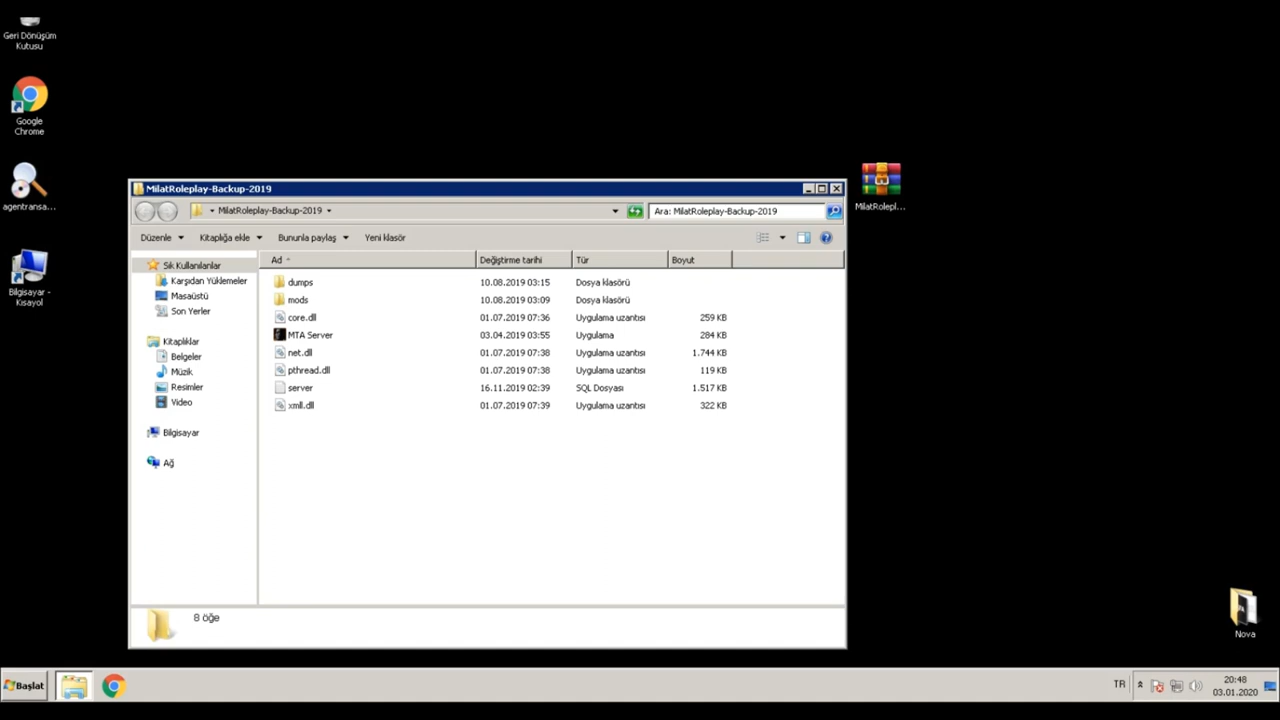 Geri Dönüşüm
Kutusu
Google
Chrome
agentransa...
Bilgisayar -
Kısayol
MilatRoleplay-Backup-2019
MilatRoleplay-Backup-2019
Ara: MilatRoleplay-Backup-2019
Düzenle
Kitaplığa ekle
Bununla paylaş
Yeni klasör
Sık Kullanılanlar
Karşıdan Yüklemeler
Masaüstü
Son Yerler
Kitaplıklar
Belgeler
Müzik
Resimler
Video
Bilgisayar
Ağ
Ad Değiştirme tarihi Tür Boyut
dumps 10.08.2019 03:15 Dosya klasörü
mods 10.08.2019 03:09 Dosya klasörü
core.dll 01.07.2019 07:36 Uygulama uzantısı 259 KB
MTA Server 03.04.2019 03:55 Uygulama 284 KB
net.dll 01.07.2019 07:38 Uygulama uzantısı 1.744 KB
pthread.dll 01.07.2019 07:38 Uygulama uzantısı 119 KB
server 16.11.2019 02:39 SQL Dosyası 1.517 KB
xmll.dll 01.07.2019 07:39 Uygulama uzantısı 322 KB
8 öğe
MilatRolepl...
Nova
Başlat
TR
20:48
03.01.2020